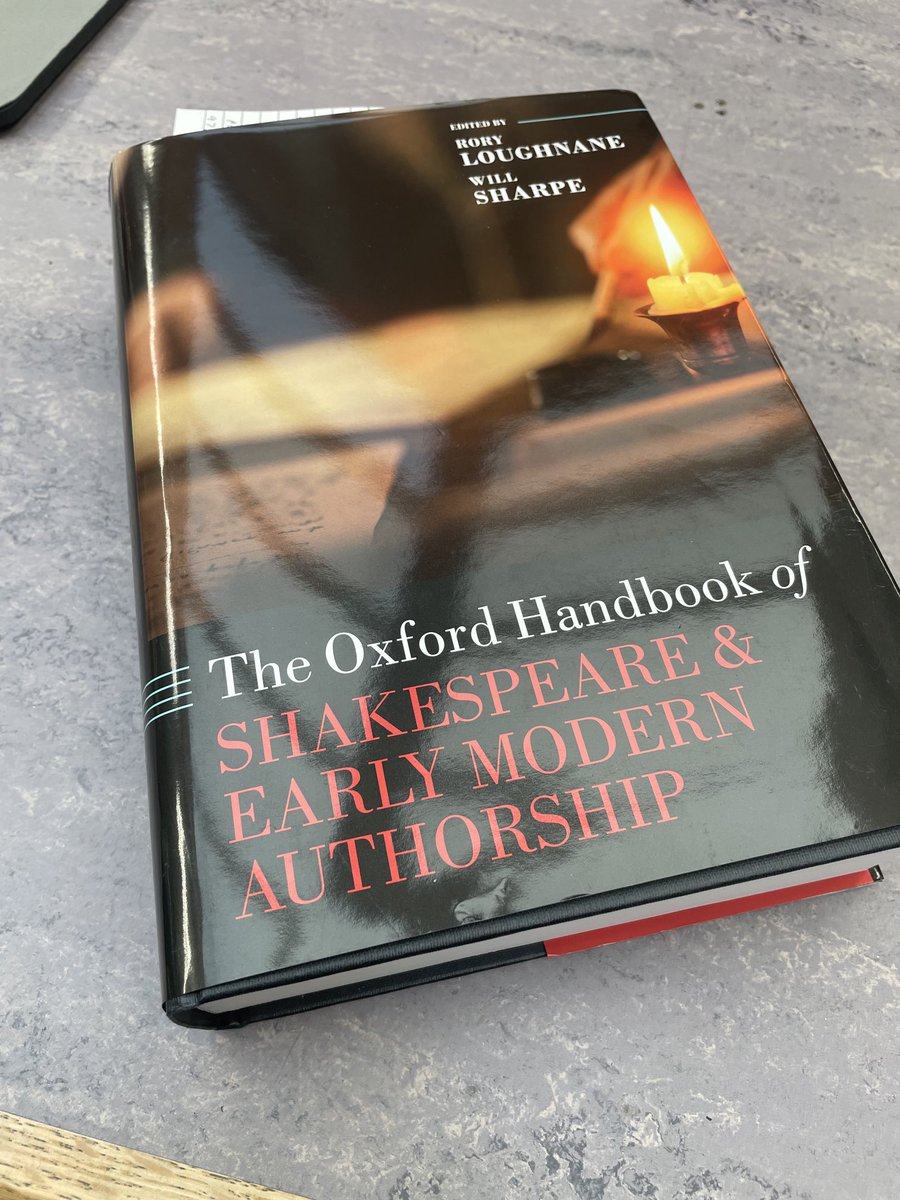 EDITED BY
RORY
LOUGHNANE
WILL
SHARPE
The Oxford Handbook of
SHAKESPEARE &
EARLY MODERN
AUTHORSHIP